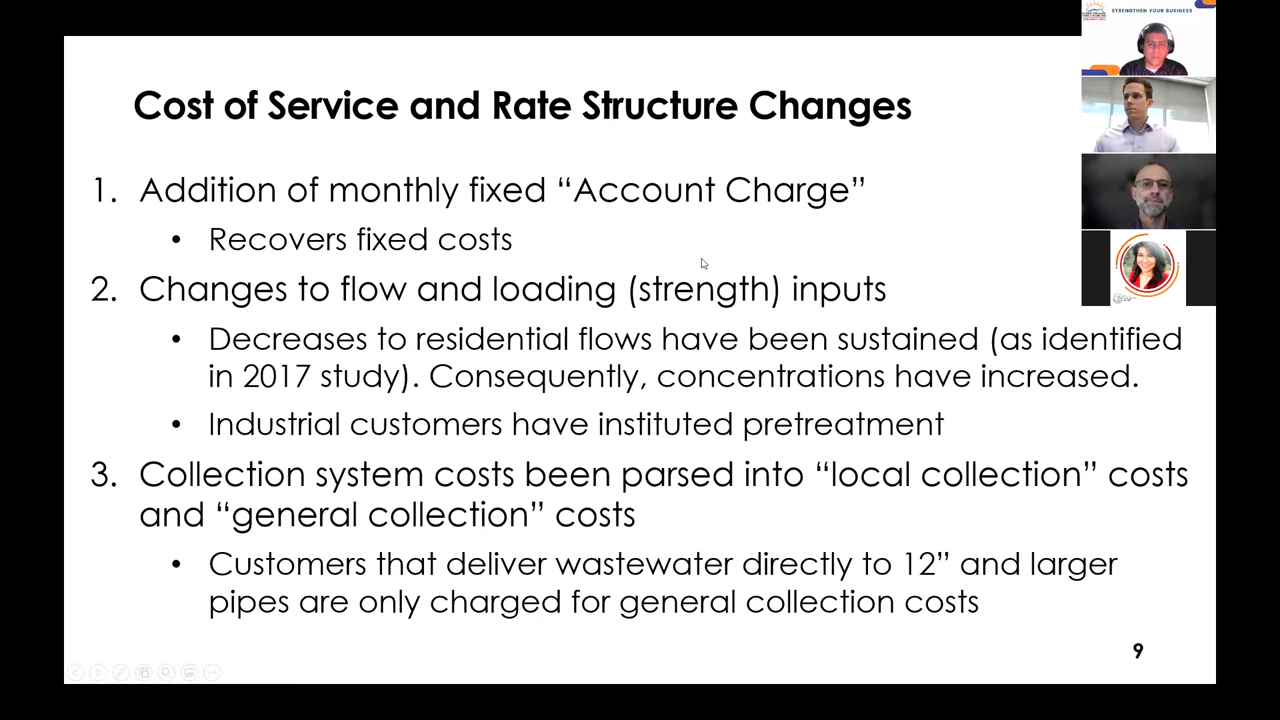 STRENGTHEN YOUR BUSINESS
Cost of Service and Rate Structure Changes
1. Addition of monthly fixed “Account Charge”
• Recovers fixed costs
2. Changes to flow and loading (strength) inputs
• Decreases to residential flows have been sustained (as identified
in 2017 study). Consequently, concentrations have increased.
• Industrial customers have instituted pretreatment
3. Collection system costs been parsed into “local collection” costs
and “general collection” costs
• Customers that deliver wastewater directly to 12” and larger
pipes are only charged for general collection costs
9